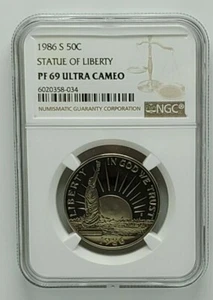 1986 S 50C
STATUE OF LIBERTY
PF 69 ULTRA CAMEO
6020358-034
NUMISMATIC GUARANTY CORPORATION
NGC
LIBERTY
IN GOD WE TRUST
1986